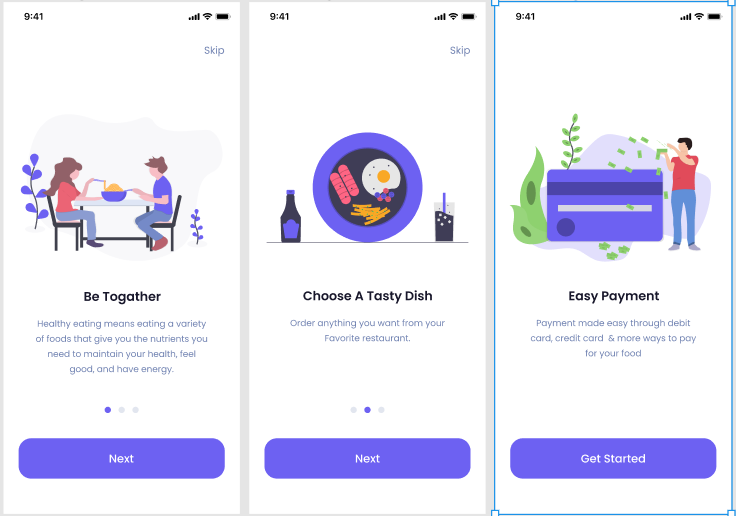 9:41
Skip
Be Togather
Healthy eating means eating a variety
of foods that give you the nutrients you
need to maintain your health, feel
good, and have energy.
Next
9:41
Skip
Choose A Tasty Dish
Order anything you want from your
Favorite restaurant.
Next
9:41
Easy Payment
Payment made easy through debit
card, credit card  & more ways to pay
for your food
Get Started